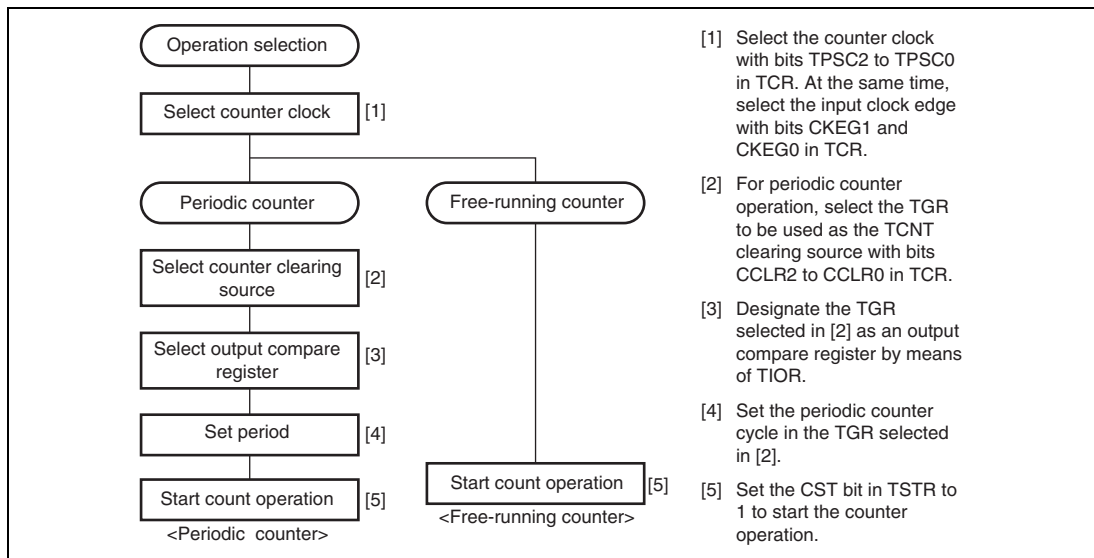 Operation selection
Select counter clock
[1]
Periodic counter
Free-running counter
Select counter clearing
source
[2]
Select output compare
register
[3]
Set period
[4]
Start count operation
[5]
<Periodic counter>
Start count operation
[5]
<Free-running counter>
[1] Select the counter clock
with bits TPSC2 to TPSC0
in TCR. At the same time,
select the input clock edge
with bits CKEG1 and
CKEG0 in TCR.
[2] For periodic counter
operation, select the TGR
to be used as the TCNT
clearing source with bits
CCLR2 to CCLR0 in TCR.
[3] Designate the TGR
selected in [2] as an output
compare register by means
of TIOR.
[4] Set the periodic counter
cycle in the TGR selected
in [2].
[5] Set the CST bit in TSTR to
1 to start the counter
operation.